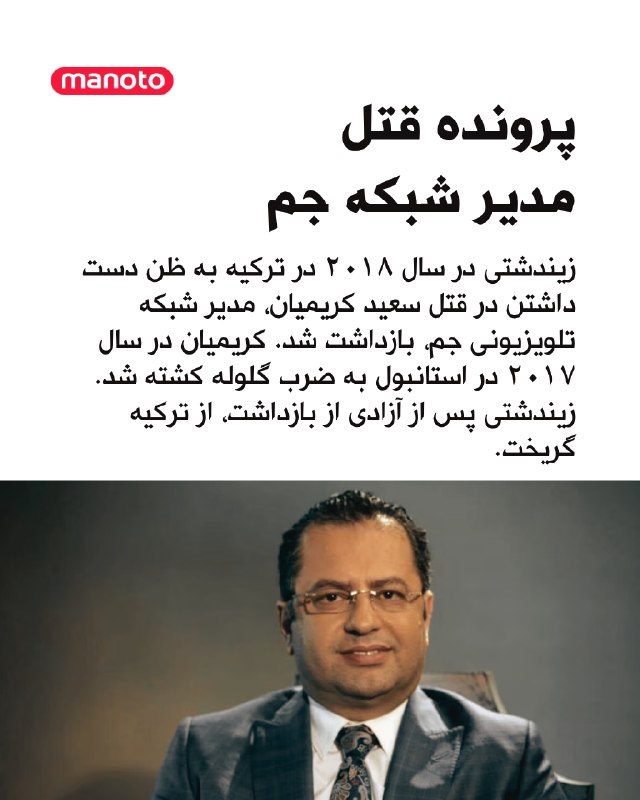 manoto
پرونده قتل
مدیر شبکه جم
زیندشتی در سال ۲۰۱۸ در ترکیه به ظن دست
داشتن در قتل سعید کریمیان، مدیر شبکه
تلویزیونی جم، بازداشت شد. کریمیان در سال
۲۰۱۷ در استانبول به ضرب گلوله کشته شد.
زیندشتی پس از آزادی از بازداشت، از ترکیه
گریخت.